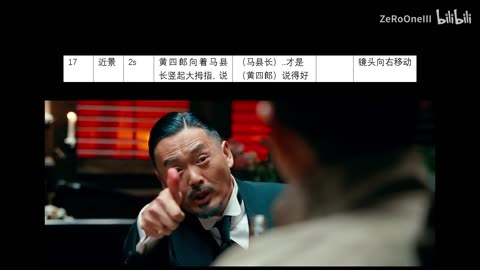 ZeRoOneIII bilibili
17 近景 2s 黄四郎向着马县 （马县长）..才是 镜头向右移动
长竖起大拇指, 说 （黄四郎）说得好